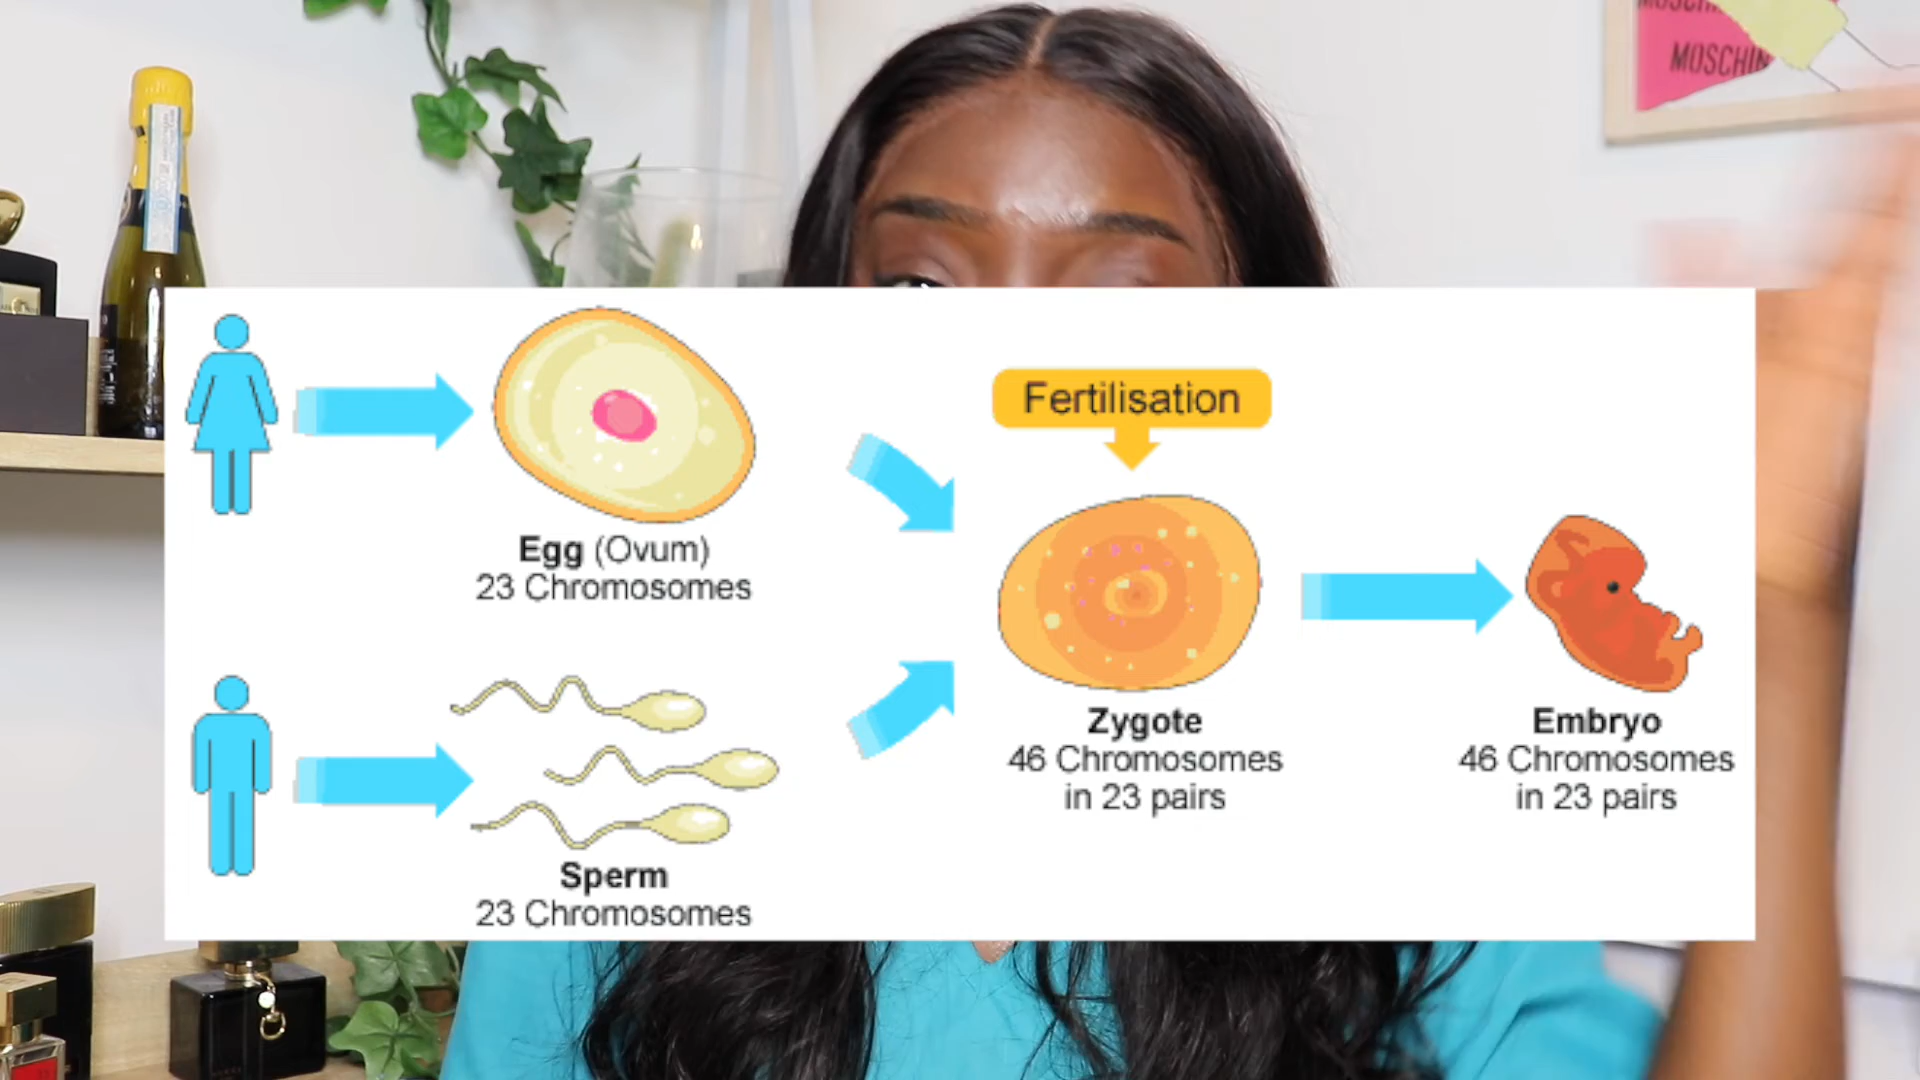 MOSCHIN
Fertilisation
Egg (Ovum)
23 Chromosomes
Zygote
46 Chromosomes
in 23 pairs
Embryo
46 Chromosomes
in 23 pairs
Sperm
23 Chromosomes